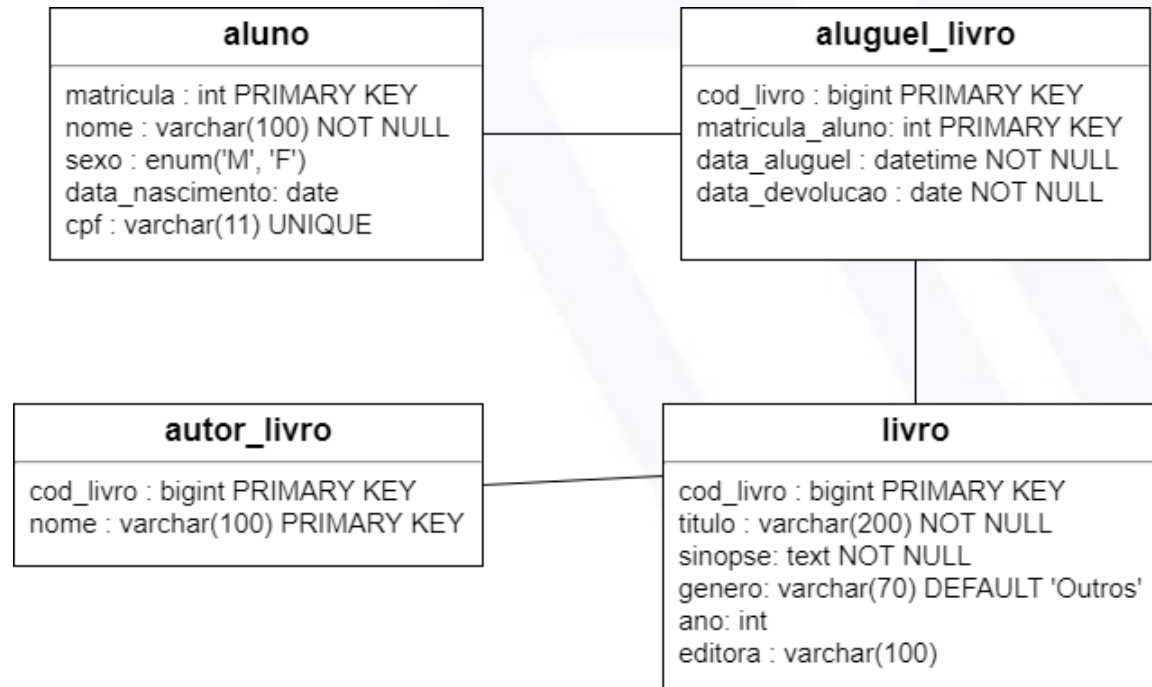 aluno
matricula : int PRIMARY KEY
nome : varchar(100) NOT NULL
sexo : enum('M', 'F')
data_nascimento: date
cpf : varchar(11) UNIQUE
aluguel_livro
cod_livro : bigint PRIMARY KEY
matricula_aluno: int PRIMARY KEY
data_aluguel : datetime NOT NULL
data_devolucao : date NOT NULL
autor_livro
cod_livro : bigint PRIMARY KEY
nome : varchar(100) PRIMARY KEY
livro
cod_livro : bigint PRIMARY KEY
titulo : varchar(200) NOT NULL
sinopse: text NOT NULL
genero: varchar(70) DEFAULT 'Outros'
ano: int
editora : varchar(100)